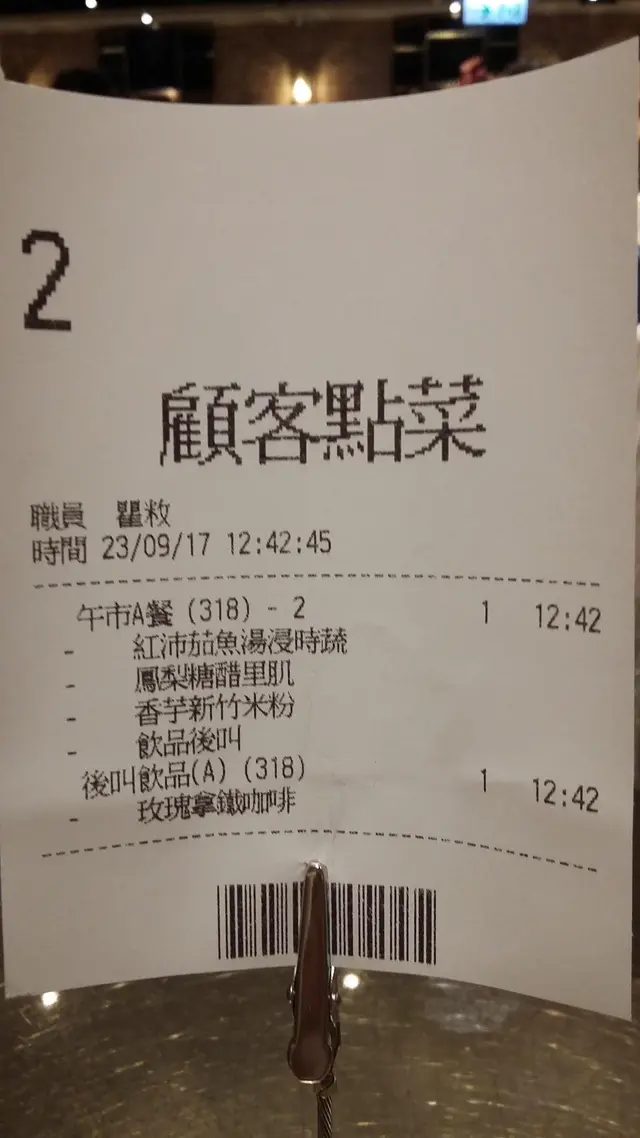 2
顧客點菜
職員 瞿敉
時間 23/09/17 12:42:45
午市A餐 (318) - 2 1 12:42
- 紅沛茄魚湯浸時蔬
- 鳳梨糖醋里肌
- 香芋新竹米粉
- 飲品後叫
後叫飲品(A) (318) 1 12:42
- 玫瑰拿鐵咖啡